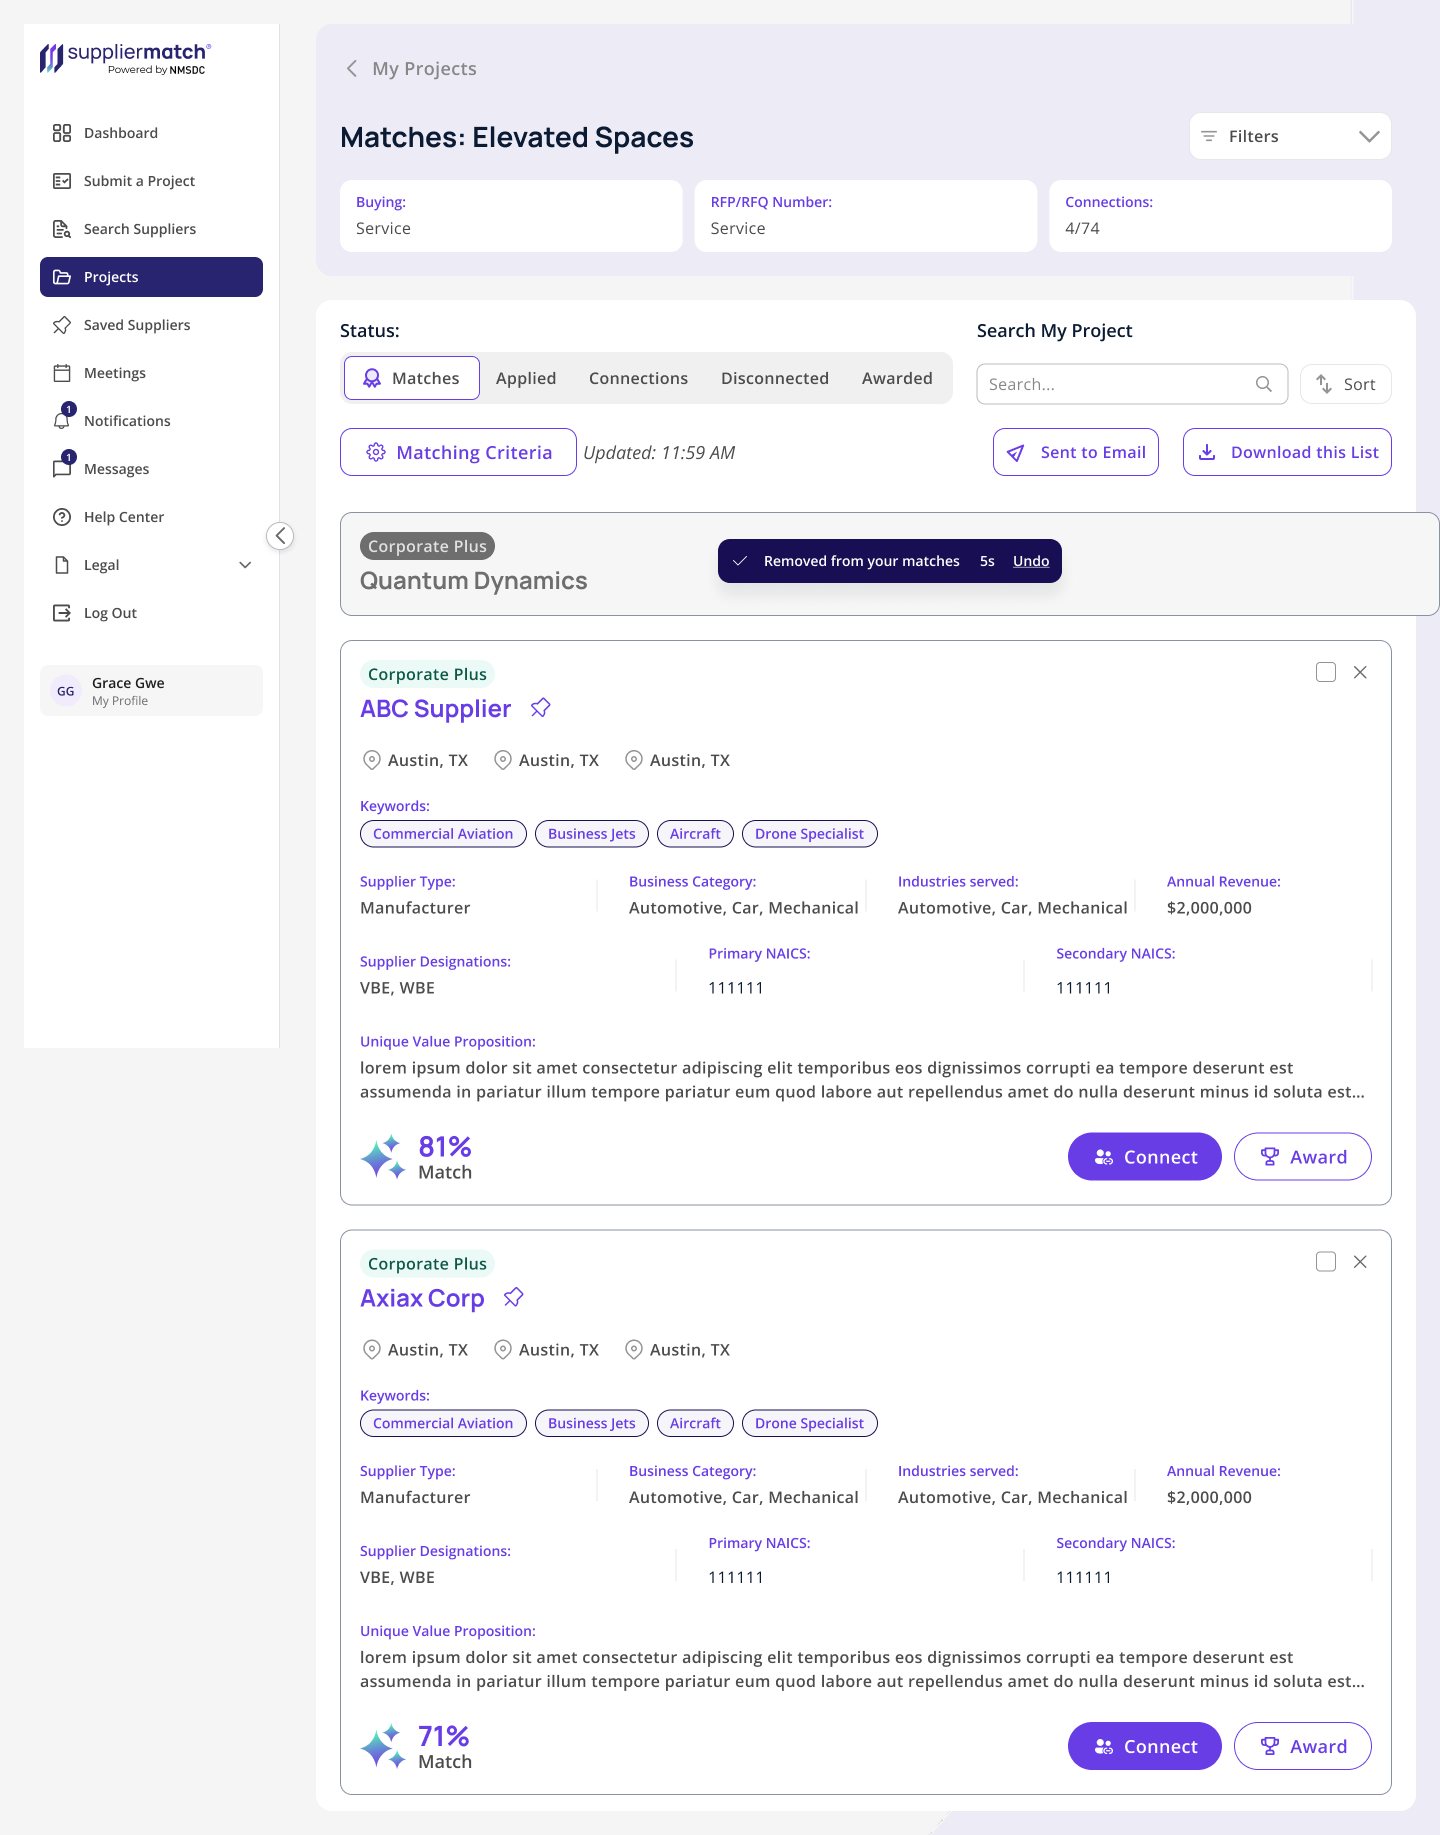 suppliermatch®
Powered by NMSDC
Dashboard
Submit a Project
Search Suppliers
Projects
Saved Suppliers
Meetings
1
Notifications
1
Messages
Help Center
Legal
Log Out
GG
Grace Gwe
My Profile
My Projects
Matches: Elevated Spaces
Filters
Buying:
Service
RFP/RFQ Number:
Service
Connections:
4/74
Status:
Search My Project
Matches Applied Connections Disconnected Awarded
Search...
Sort
Matching Criteria
Updated: 11:59 AM
Sent to Email
Download this List
Corporate Plus
Quantum Dynamics
Removed from your matches 5s Undo
Corporate Plus
ABC Supplier
Austin, TX Austin, TX Austin, TX
Keywords:
Commercial Aviation Business Jets Aircraft Drone Specialist
Supplier Type: Business Category: Industries served: Annual Revenue:
Manufacturer Automotive, Car, Mechanical Automotive, Car, Mechanical $2,000,000
Supplier Designations: Primary NAICS: Secondary NAICS:
VBE, WBE 111111 111111
Unique Value Proposition:
lorem ipsum dolor sit amet consectetur adipiscing elit temporibus eos dignissimos corrupti ea tempore deserunt est
assumenda in pariatur illum tempore pariatur eum quod labore aut repellendus amet do nulla deserunt minus id soluta est...
81%
Match
Connect
Award
Corporate Plus
Axiax Corp
Austin, TX Austin, TX Austin, TX
Keywords:
Commercial Aviation Business Jets Aircraft Drone Specialist
Supplier Type: Business Category: Industries served: Annual Revenue:
Manufacturer Automotive, Car, Mechanical Automotive, Car, Mechanical $2,000,000
Supplier Designations: Primary NAICS: Secondary NAICS:
VBE, WBE 111111 111111
Unique Value Proposition:
lorem ipsum dolor sit amet consectetur adipiscing elit temporibus eos dignissimos corrupti ea tempore deserunt est
assumenda in pariatur illum tempore pariatur eum quod labore aut repellendus amet do nulla deserunt minus id soluta est...
71%
Match
Connect
Award